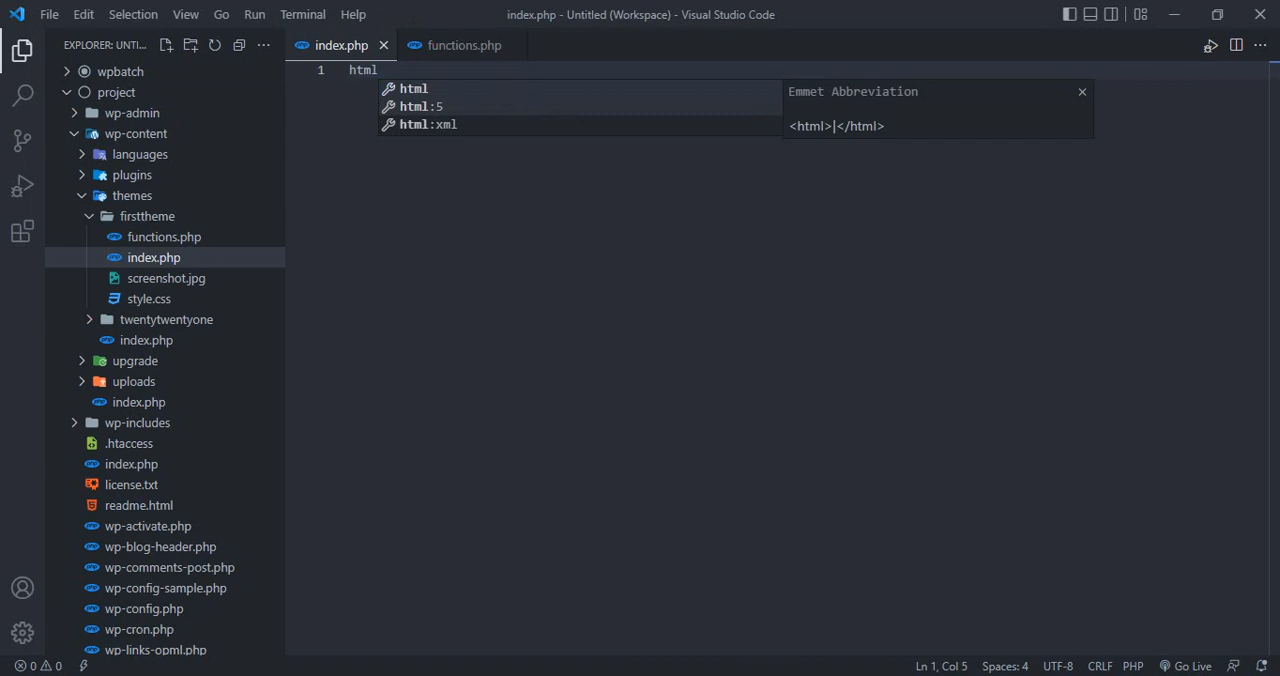 File Edit Selection View Go Run Terminal Help index.php - Untitled (Workspace) - Visual Studio Code
EXPLORER: UNTI...
index.php functions.php
wpbatch
project
wp-admin
wp-content
languages
plugins
themes
firsttheme
functions.php
index.php
screenshot.jpg
style.css
twentytwentyone
index.php
upgrade
uploads
index.php
wp-includes
.htaccess
index.php
license.txt
readme.html
wp-activate.php
wp-blog-header.php
wp-comments-post.php
wp-config-sample.php
wp-config.php
wp-cron.php
wp-links-opml.php
1 html
html
html:5
html:xml
Emmet Abbreviation
<html>|</html>
0 0 Ln 1, Col 5 Spaces: 4 UTF-8 CRLF PHP Go Live